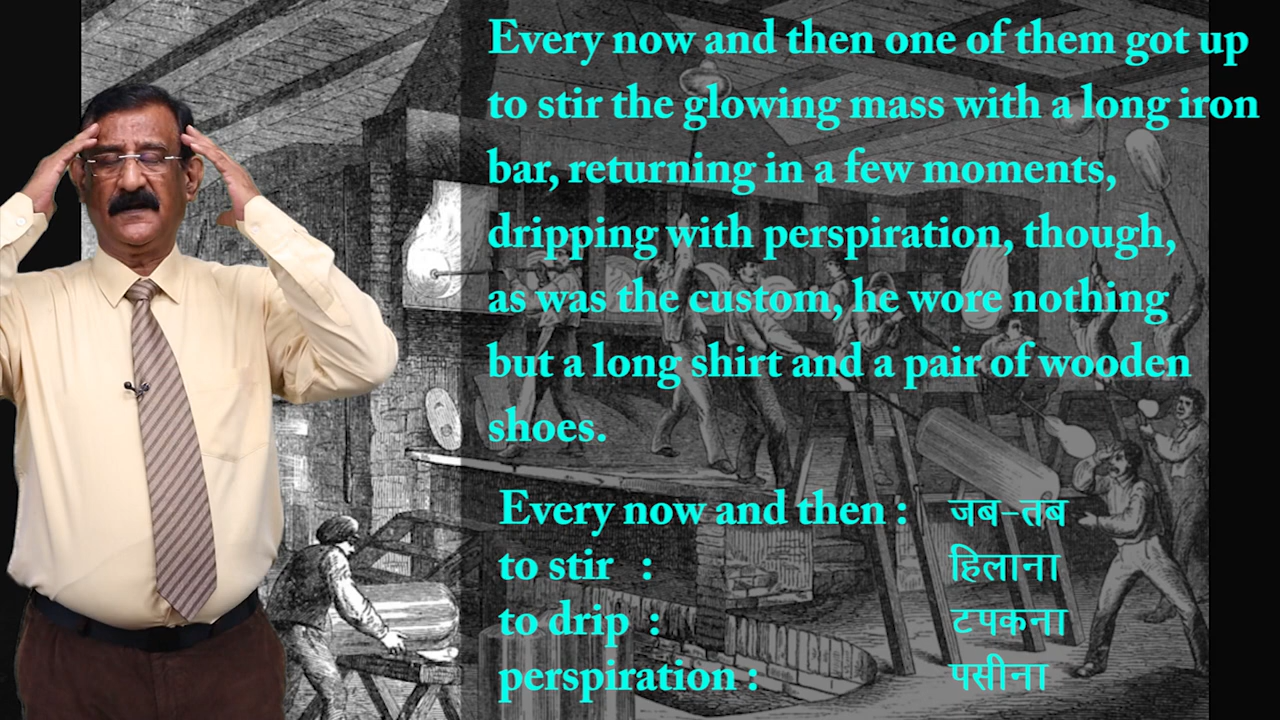 Every now and then one of them got up
to stir the glowing mass with a long iron
bar, returning in a few moments,
dripping with perspiration, though,
as was the custom, he wore nothing
but a long shirt and a pair of wooden
shoes.
Every now and then : जब-तब
to stir : हिलाना
to drip : टपकना
perspiration : पसीना